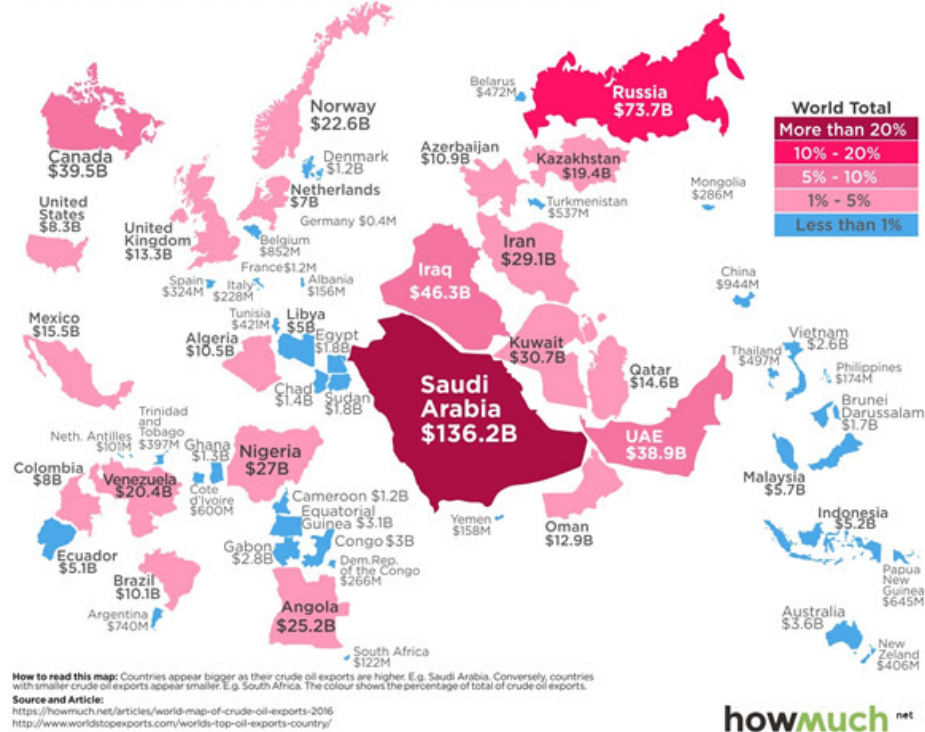 Canada
$39.5B
Norway
$22.6B
Denmark
$1.2B
Netherlands
$7B
Germany $0.4M
United
States
$8.3B
United
Kingdom
$13.3B
Belgium
$852M
France$1.2M
Spain
$324M
Italy
$228M
Albania
$156M
Belarus
$472M
Russia
$73.7B
World Total
More than 20%
10% - 20%
5% - 10%
1% - 5%
Less than 1%
Azerbaijan
$10.9B
Kazakhstan
$19.4B
Turkmenistan
$537M
Mongolia
$286M
Iran
$29.1B
Iraq
$46.3B
China
$944M
Mexico
$15.5B
Tunisia
$421M
Libya
$5B
Algeria
$10.5B
Egypt
$1.8B
Chad
$1.4B
Sudan
$1.8B
Kuwait
$30.7B
Qatar
$14.6B
Saudi
Arabia
$136.2B
UAE
$38.9B
Oman
$12.9B
Yemen
$158M
Vietnam
$2.6B
Thailand
$497M
Philippines
$174M
Brunei
Darussalam
$1.7B
Malaysia
$5.7B
Indonesia
$5.2B
Papua
New
Guinea
$645M
Australia
$3.6B
New
Zeland
$406M
Trinidad
and
Tobago
$397M
Neth. Antilles
$101M
Ghana
$1.3B
Nigeria
$27B
Colombia
$8B
Venezuela
$20.4B
Cote
d'Ivoire
$600M
Cameroon $1.2B
Equatorial
Guinea $3.1B
Congo $3B
Gabon
$2.8B
Dem.Rep.
of the Congo
$266M
Ecuador
$5.1B
Brazil
$10.1B
Argentina
$740M
Angola
$25.2B
South Africa
$122M
How to read this map: Countries appear bigger as their crude oil exports are higher. E.g. Saudi Arabia. Conversely, countries
with smaller crude oil exports appear smaller. E.g. South Africa. The colour shows the percentage of total of crude oil exports.
Source and Article:
https://howmuch.net/articles/world-map-of-crude-oil-exports-2016
http://www.worldstopexports.com/worlds-top-oil-exports-country/
howmuch net